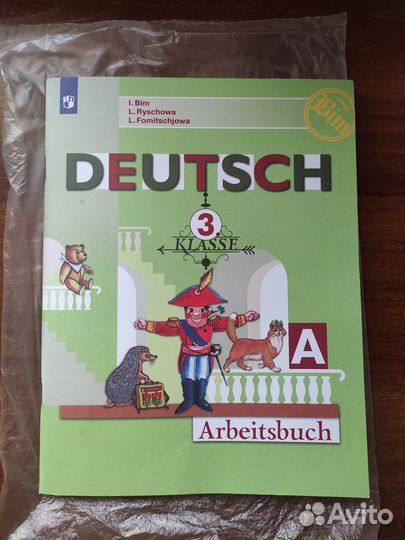 I. Bim
L. Ryschowa
L. Fomitschjowa
Bim
DEUTSCH
3
KLASSE
A
Arbeitsbuch
Avito